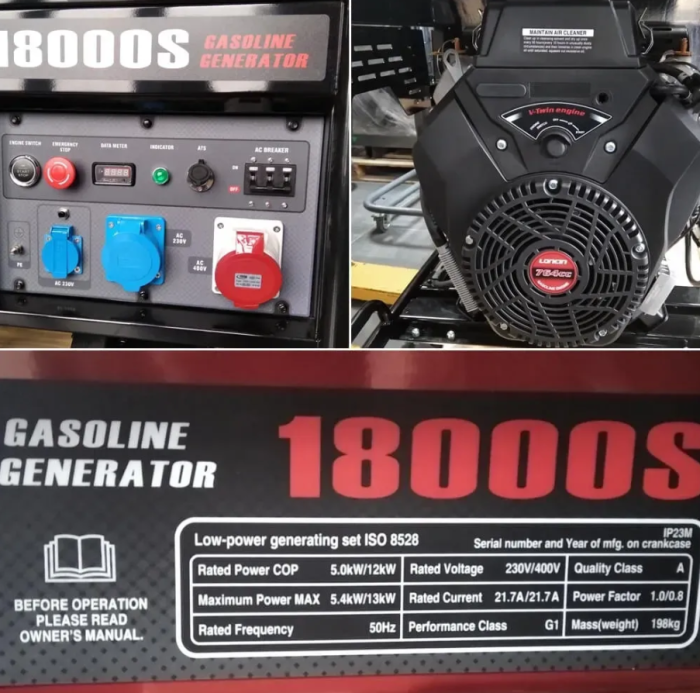 18000S GASOLINE
GENERATOR
ENGINE SWITCH
EMERGENCY
STOP
DATA METER
INDICATOR
ATS
AC BREAKER
ON
OFF
PE
AC 230V
AC
230V
AC
400V
MAINTAIN AIR CLEANER
V-Twin engine
LONCIN
764cc
GASOLINE
GENERATOR
18000S
BEFORE OPERATION
PLEASE READ
OWNER'S MANUAL.
IP23M
Low-power generating set ISO 8528 Serial number and Year of mfg. on crankcase
Rated Power COP 5.0kW/12kW Rated Voltage 230V/400V Quality Class A
Maximum Power MAX 5.4kW/13kW Rated Current 21.7A/21.7A Power Factor 1.0/0.8
Rated Frequency 50Hz Performance Class G1 Mass(weight) 198kg